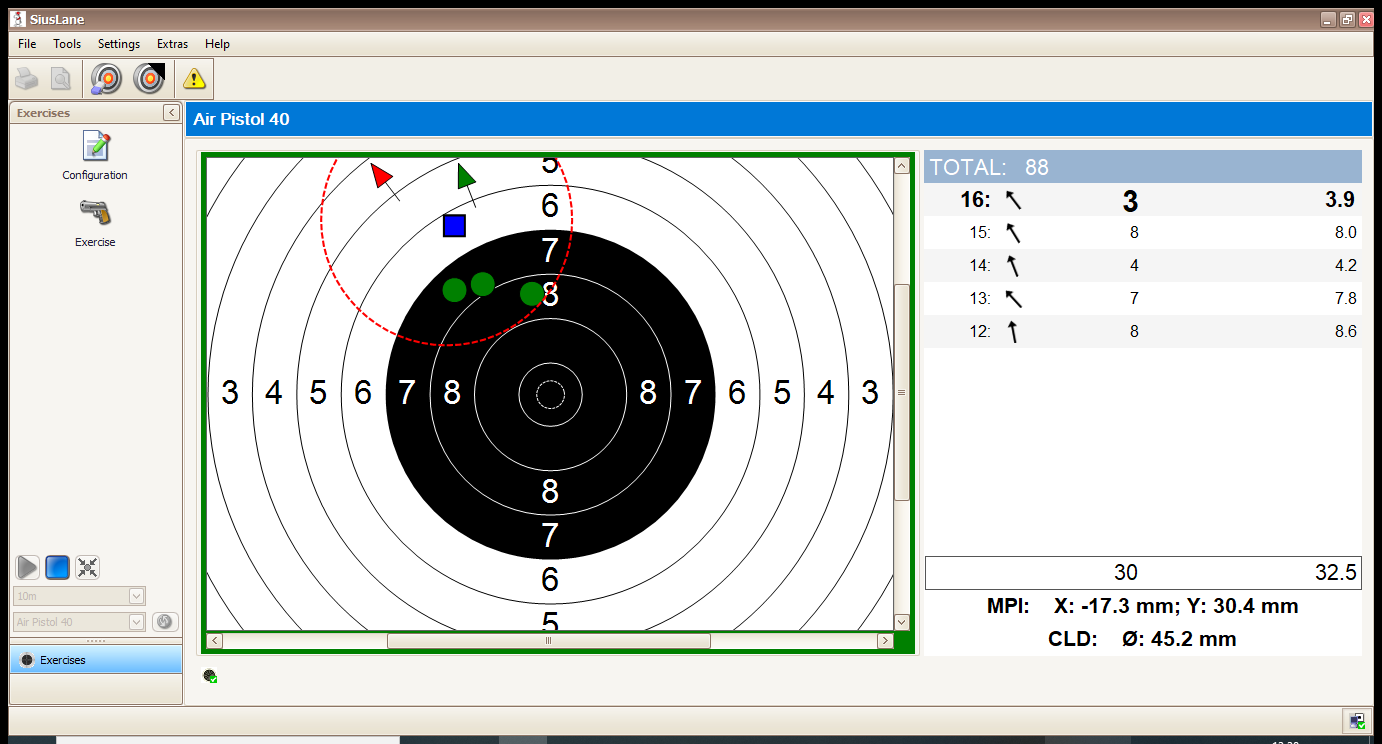 SiusLane
File Tools Settings Extras Help
Exercises
Configuration
Exercise
10m
Air Pistol 40
Exercises
Air Pistol 40
5
6
7
8
3 4 5 6 7 8 8 7 6 5 4 3
8
7
6
5
TOTAL: 88
16: 3 3.9
15: 8 8.0
14: 4 4.2
13: 7 7.8
12: 8 8.6
30 32.5
MPI: X: -17.3 mm; Y: 30.4 mm
CLD: Ø: 45.2 mm